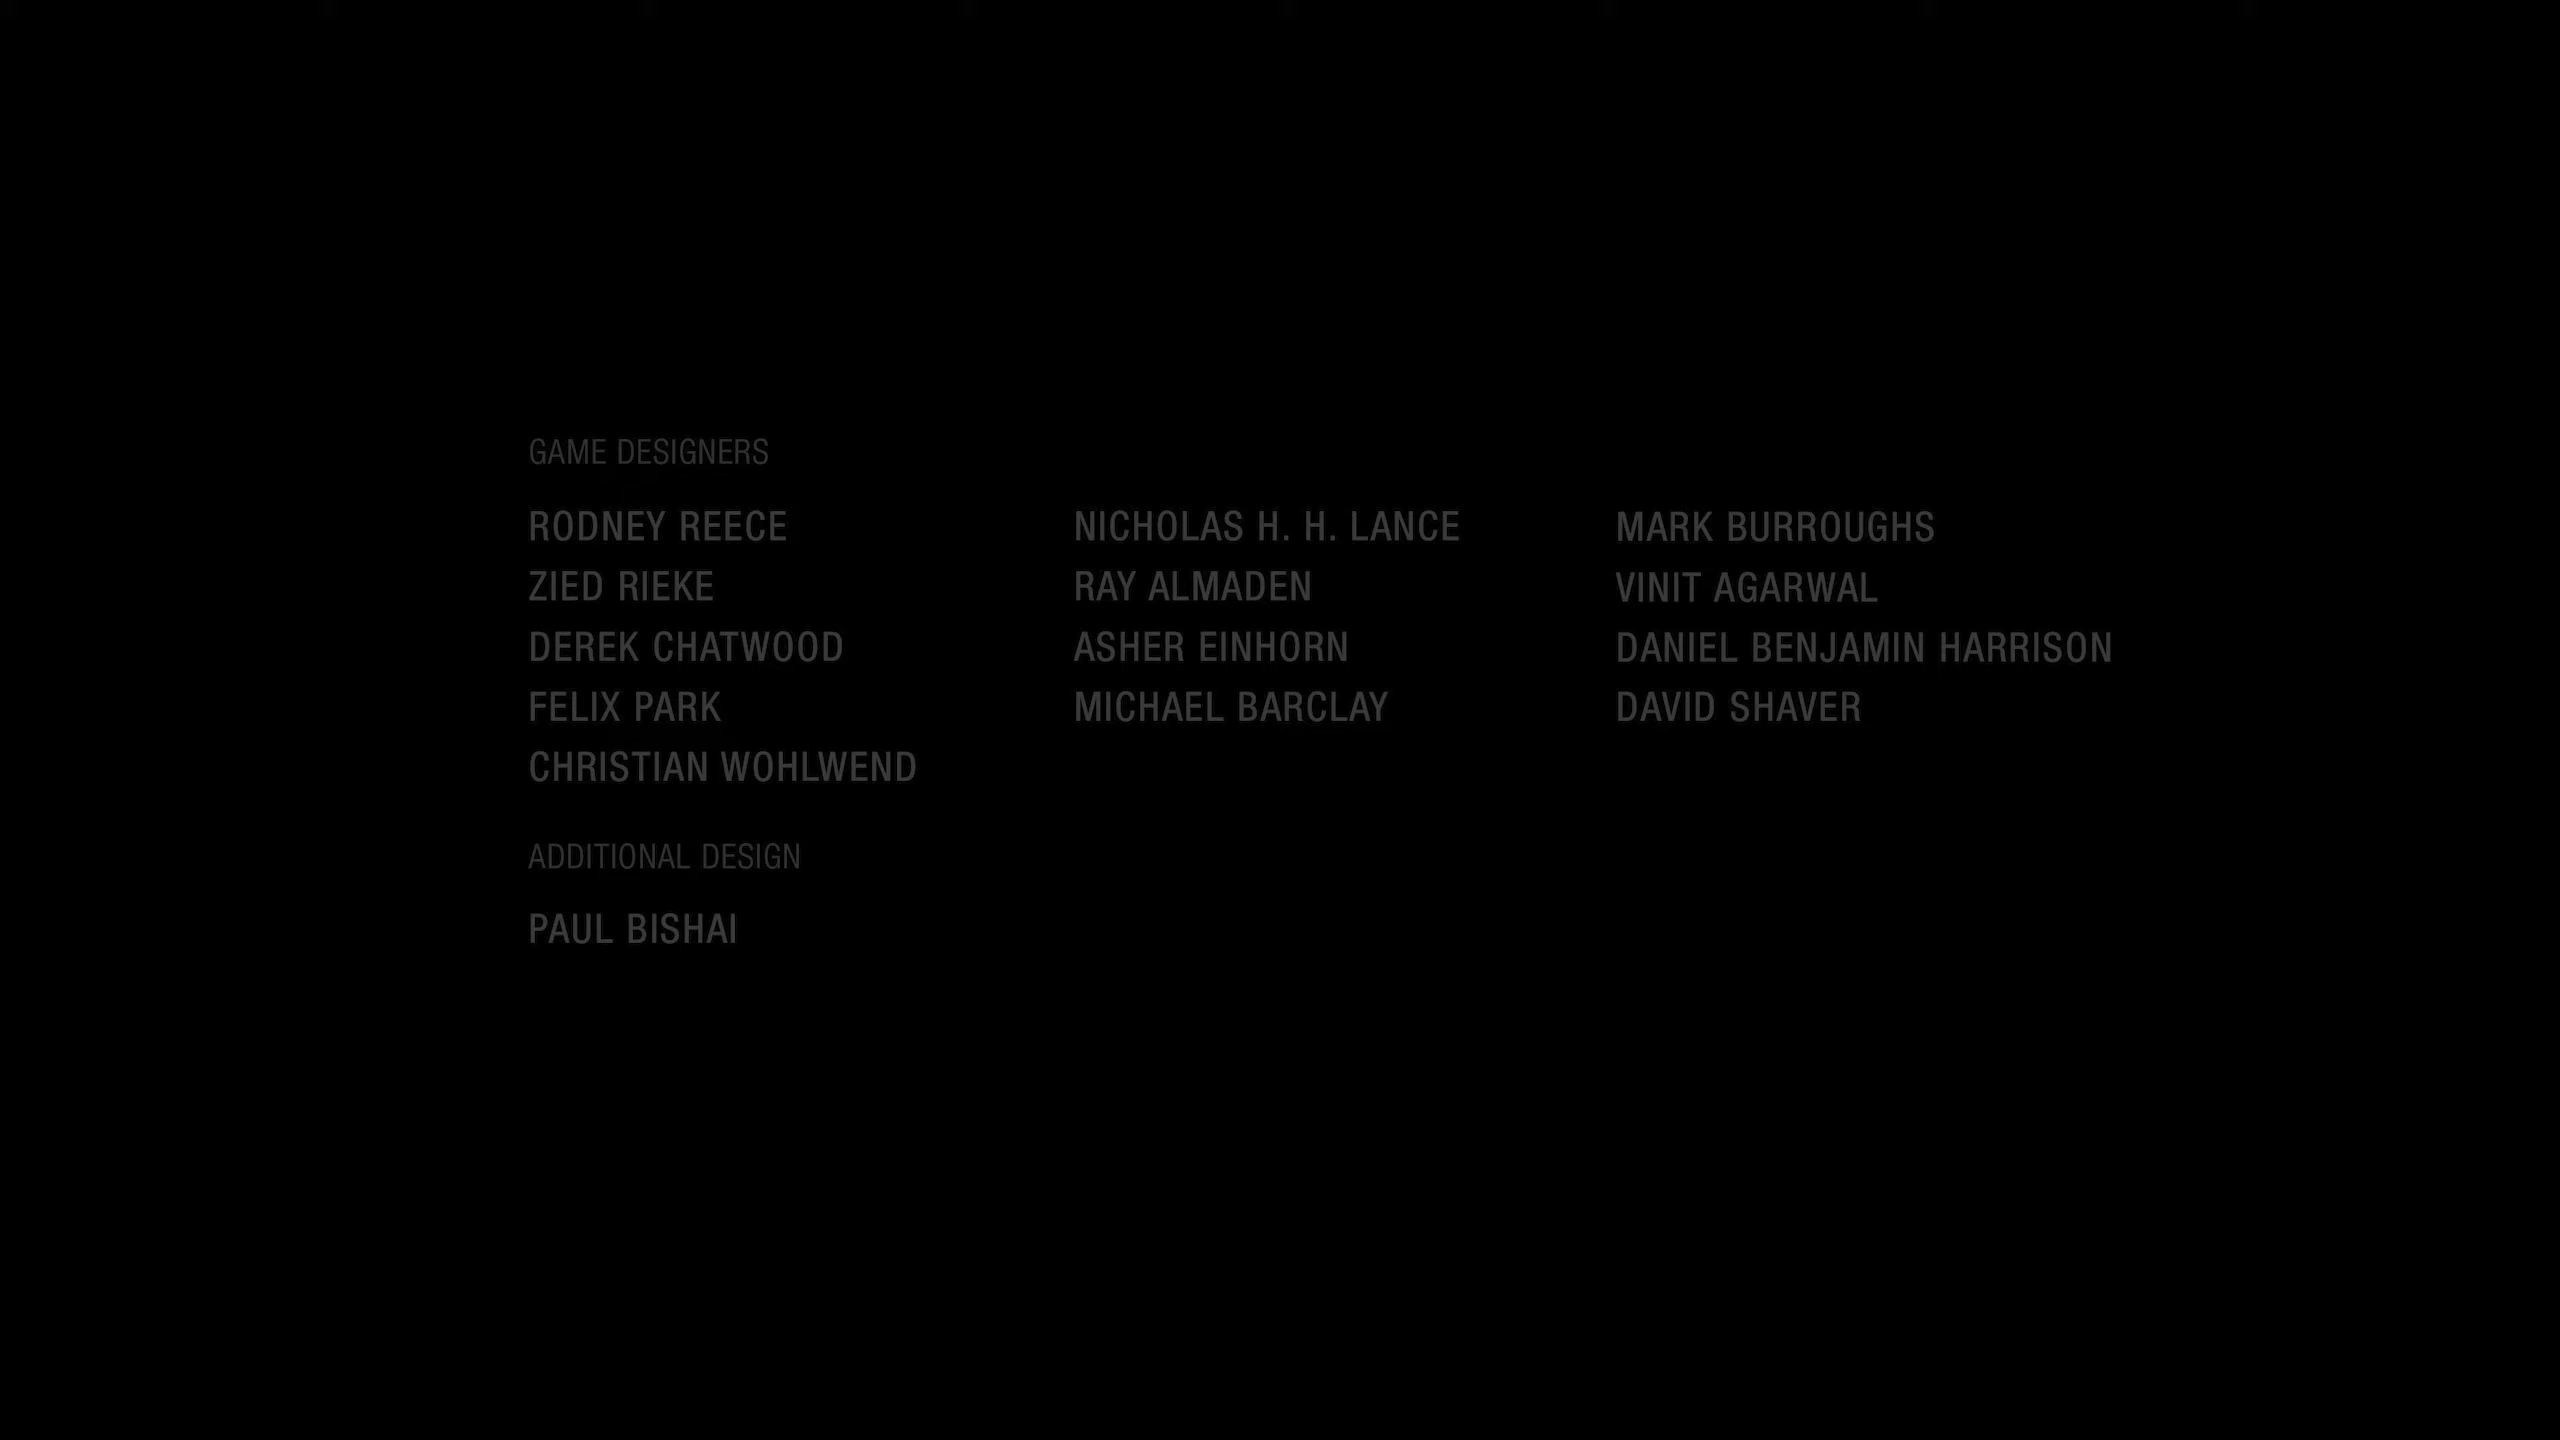 GAME DESIGNERS
RODNEY REECE
ZIED RIEKE
DEREK CHATWOOD
FELIX PARK
CHRISTIAN WOHLWEND
NICHOLAS H. H. LANCE
RAY ALMADEN
ASHER EINHORN
MICHAEL BARCLAY
MARK BURROUGHS
VINIT AGARWAL
DANIEL BENJAMIN HARRISON
DAVID SHAVER
ADDITIONAL DESIGN
PAUL BISHAI